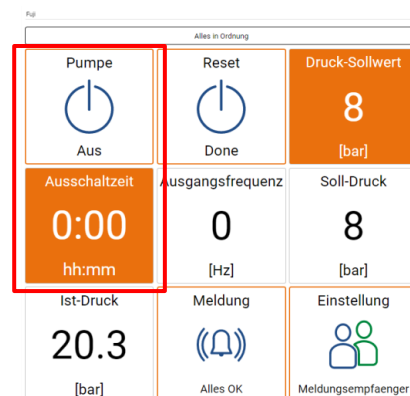 Fuji
Alles in Ordnung
Pumpe
Aus
Reset
Done
Druck-Sollwert
8
[bar]
Ausschaltzeit
0:00
hh:mm
Ausgangsfrequenz
0
[Hz]
Soll-Druck
8
[bar]
Ist-Druck
20.3
[bar]
Meldung
Alles OK
Einstellung
Meldungsempfaenger